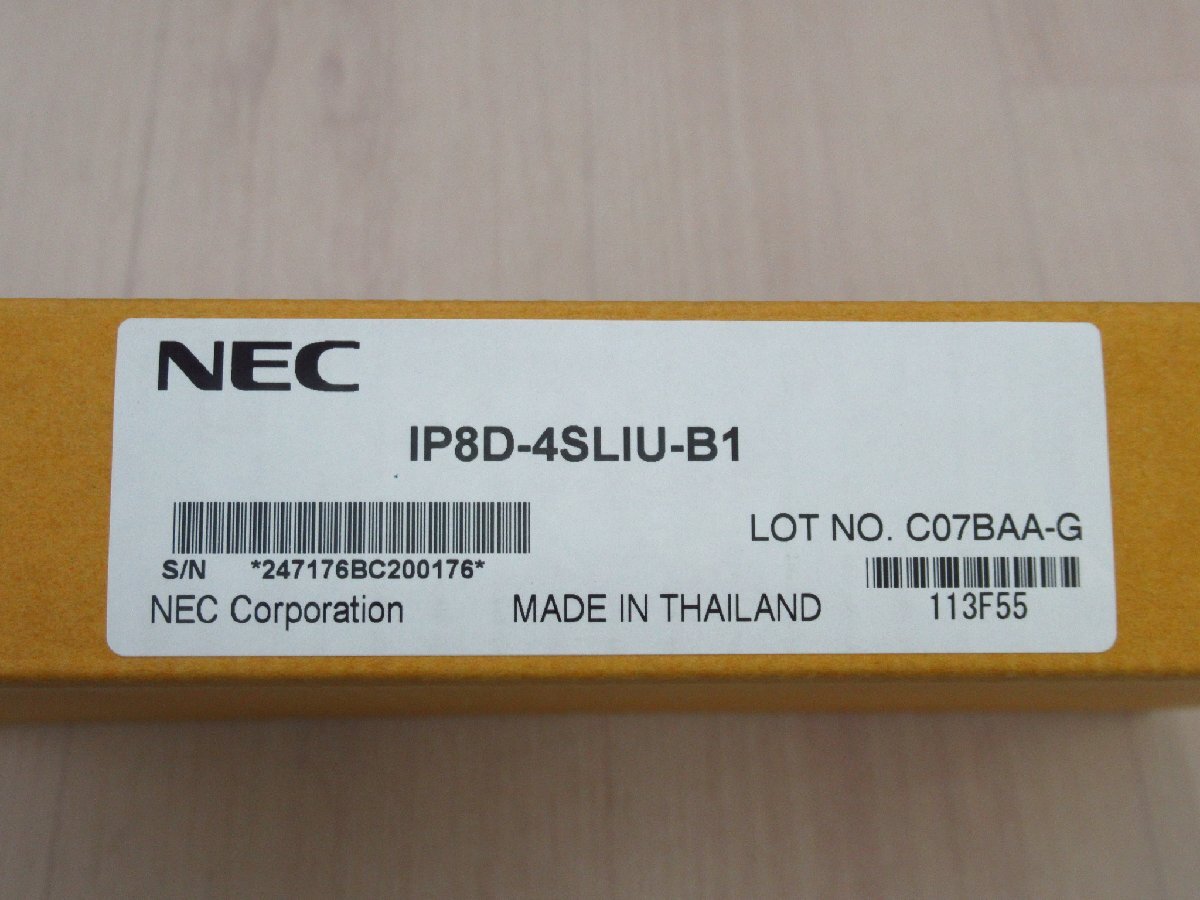 NEC
IP8D-4SLIU-B1
LOT NO. C07BAA-G
S/N *247176BC200176*
NEC Corporation MADE IN THAILAND 113F55